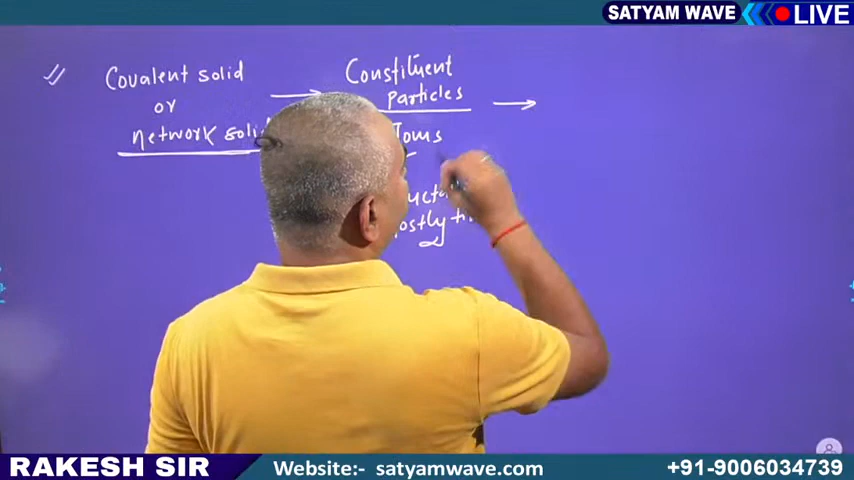 SATYAM WAVE LIVE
Covalent solid
or
network soli
Constituent
Particles
toms
ostly
RAKESH SIR
Website:- satyamwave.com
+91-9006034739